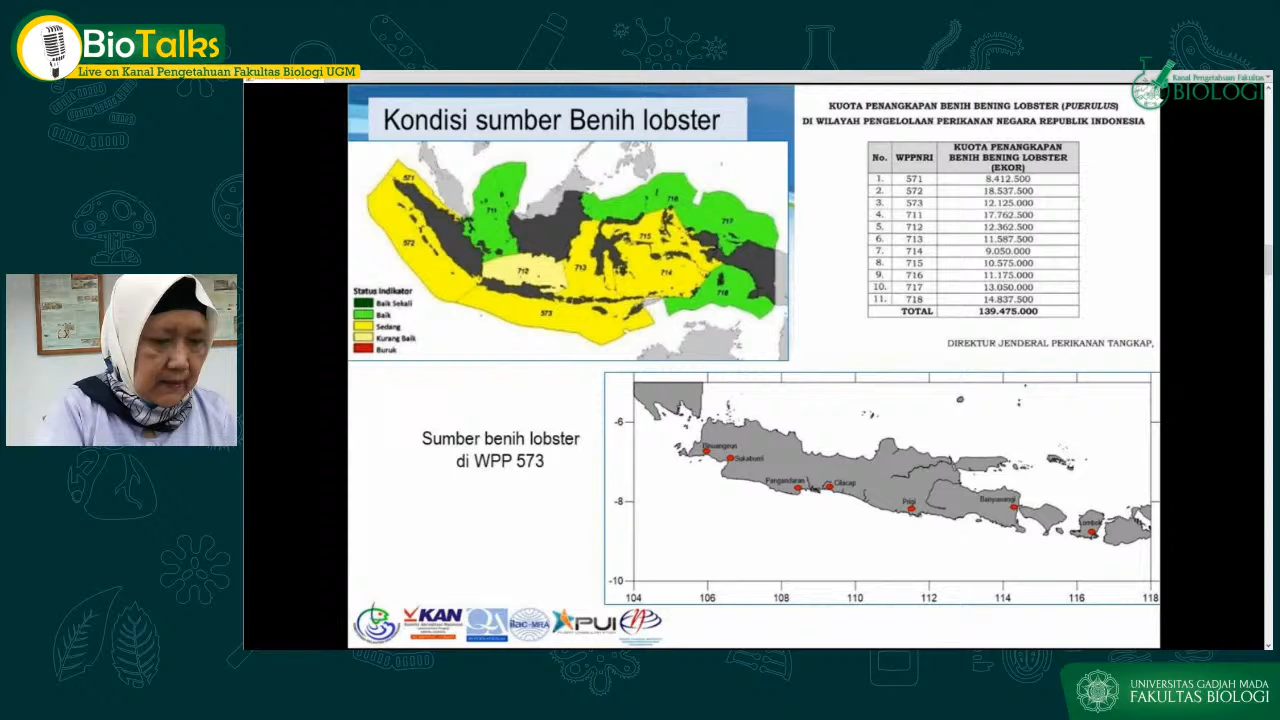 BioTalks
Live on Kanal Pengetahuan Fakultas Biologi UGM
Kanal Pengetahuan Fakultas
BIOLOGI
Kondisi sumber Benih lobster
571
572
573
711
712
713
714
715
716
717
718
Status Indikator
Baik Sekali
Baik
Sedang
Kurang Baik
Buruk
KUOTA PENANGKAPAN BENIH BENING LOBSTER (PUERULUS)
DI WILAYAH PENGELOLAAN PERIKANAN NEGARA REPUBLIK INDONESIA
No. WPPNRI KUOTA PENANGKAPAN BENIH BENING LOBSTER (EKOR)
1. 571 8.412.500
2. 572 18.537.500
3. 573 12.125.000
4. 711 17.762.500
5. 712 12.362.500
6. 713 11.587.500
7. 714 9.050.000
8. 715 10.575.000
9. 716 11.175.000
10. 717 13.050.000
11. 718 14.837.500
TOTAL 139.475.000
DIREKTUR JENDERAL PERIKANAN TANGKAP,
Sumber benih lobster
di WPP 573
Binuangeun
Sukabumi
Pangandaran
Cilacap
Prigi
Banyuwangi
Lombok
-6
-8
-10
104 106 108 110 112 114 116 118
KAN
QA
ilac-MRA
PUI
UNIVERSITAS GADJAH MADA
FAKULTAS BIOLOGI